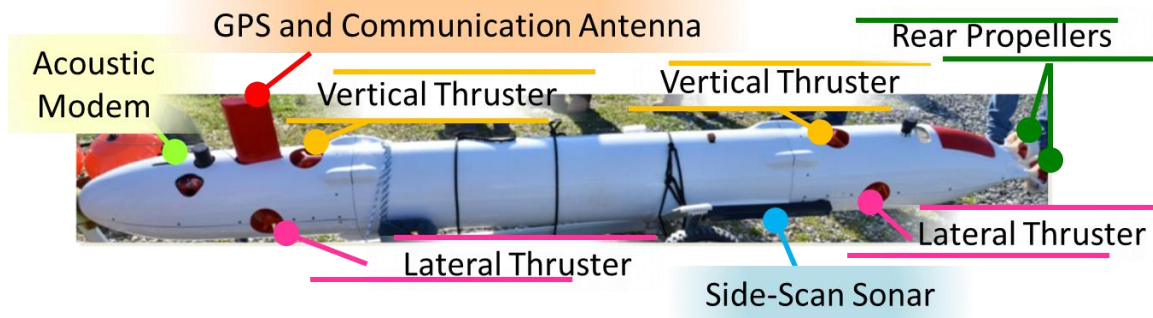 GPS and Communication Antenna
Rear Propellers
Acoustic
Modem
Vertical Thruster
Vertical Thruster
Lateral Thruster
Lateral Thruster
Side-Scan Sonar